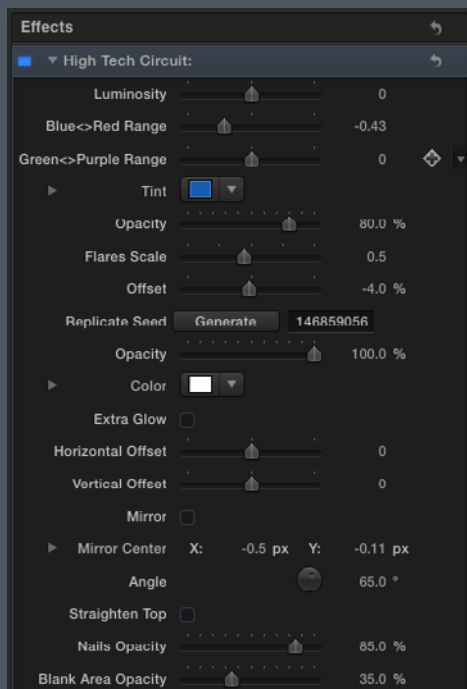 Effects
High Tech Circuit:
Luminosity 0
Blue<>Red Range -0.43
Green<>Purple Range 0
Tint
Opacity 80.0 %
Flares Scale 0.5
Offset -4.0 %
Replicate Seed Generate 146859056
Opacity 100.0 %
Color
Extra Glow
Horizontal Offset 0
Vertical Offset 0
Mirror
Mirror Center X: -0.5 px Y: -0.11 px
Angle 65.0 °
Straighten Top
Nails Opacity 85.0 %
Blank Area Opacity 35.0 %